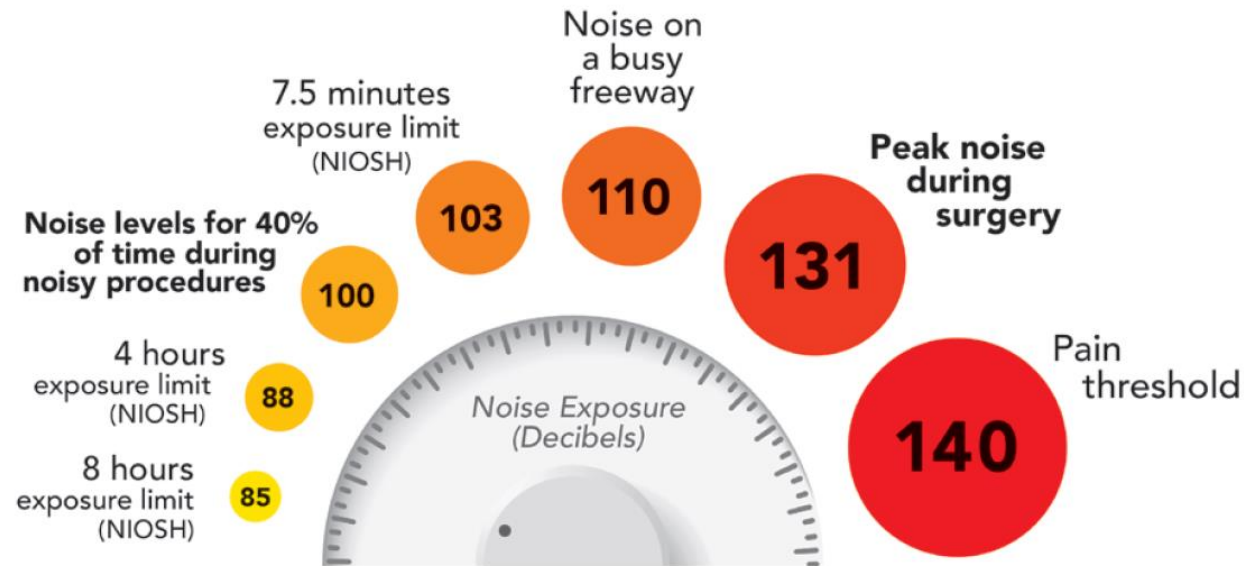 8 hours
exposure limit
(NIOSH)
85
4 hours
exposure limit
(NIOSH)
88
Noise levels for 40%
of time during
noisy procedures
100
7.5 minutes
exposure limit
(NIOSH)
103
Noise on
a busy
freeway
110
Peak noise
during
surgery
131
Pain
threshold
140
Noise Exposure
(Decibels)